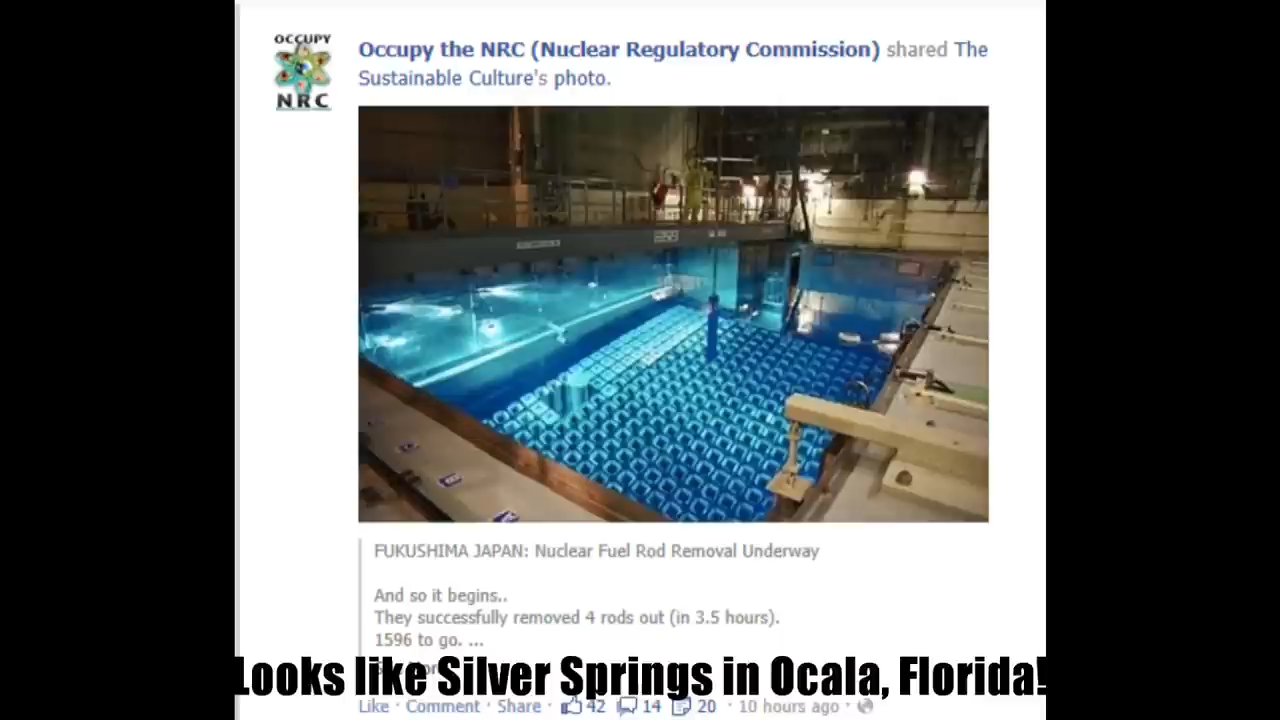 OCCUPY
NRC
Occupy the NRC (Nuclear Regulatory Commission) shared The
Sustainable Culture's photo.
FUKUSHIMA JAPAN: Nuclear Fuel Rod Removal Underway
And so it begins..
They successfully removed 4 rods out (in 3.5 hours).
1596 to go. ...
Looks like Silver Springs in Ocala, Florida!
Like · Comment · Share · 42 14 20 · 10 hours ago ·